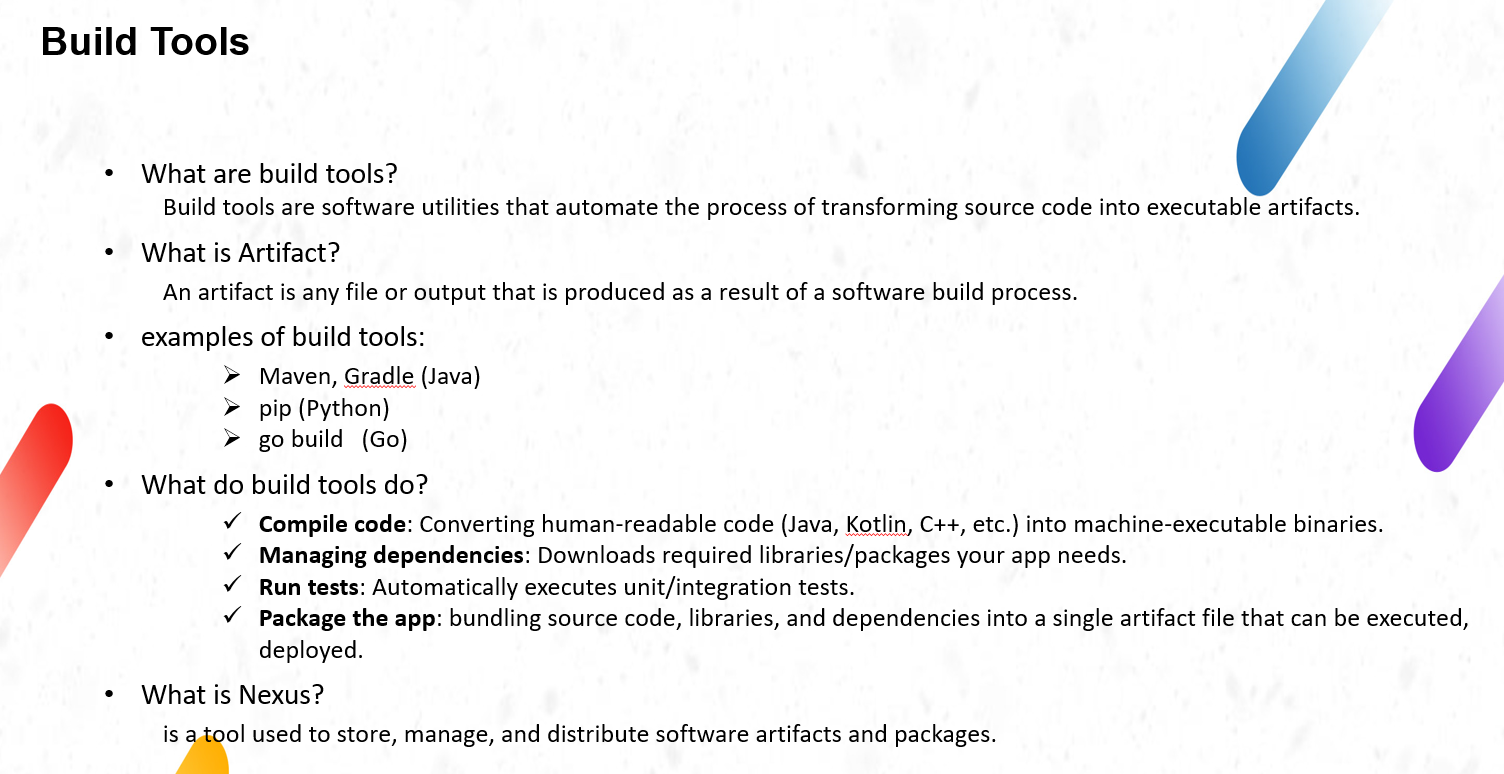 Build Tools
• What are build tools?
Build tools are software utilities that automate the process of transforming source code into executable artifacts.
• What is Artifact?
An artifact is any file or output that is produced as a result of a software build process.
• examples of build tools:
➢ Maven, Gradle (Java)
➢ pip (Python)
➢ go build (Go)
• What do build tools do?
✓ Compile code: Converting human-readable code (Java, Kotlin, C++, etc.) into machine-executable binaries.
✓ Managing dependencies: Downloads required libraries/packages your app needs.
✓ Run tests: Automatically executes unit/integration tests.
✓ Package the app: bundling source code, libraries, and dependencies into a single artifact file that can be executed,
deployed.
• What is Nexus?
is a tool used to store, manage, and distribute software artifacts and packages.